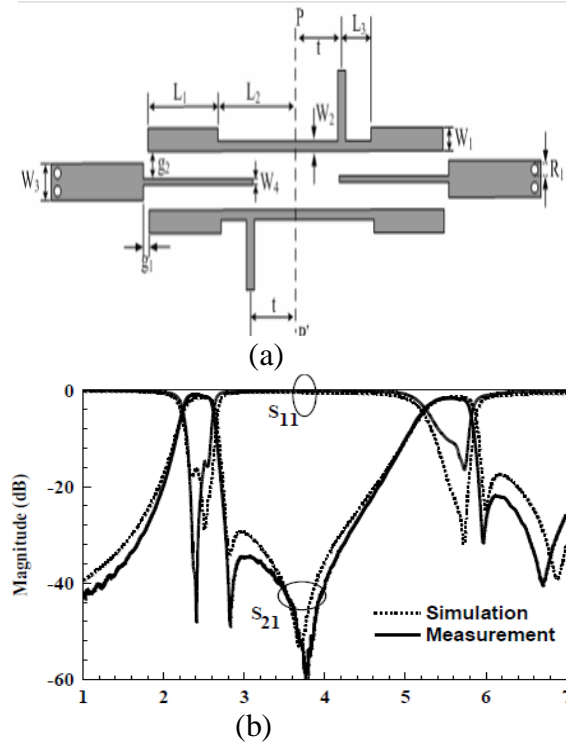 P
t
L3
L1
L2
W2
W1
g2
W3
W4
R1
g1
t
P'
(a)
0
-20
-40
-60
Magnitude (dB)
S11
S21
Simulation
Measurement
1 2 3 4 5 6 7
(b)